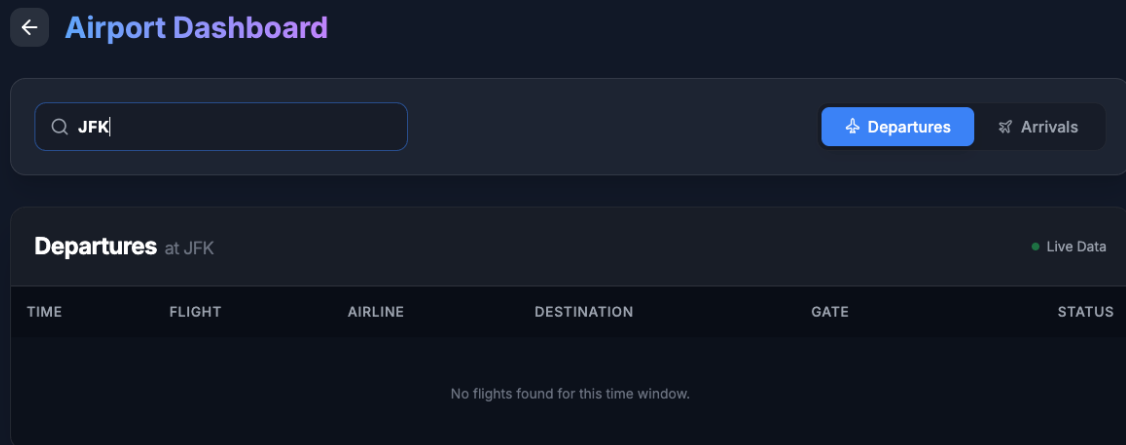 Airport Dashboard
JFK
Departures Arrivals
Departures at JFK
Live Data
TIME FLIGHT AIRLINE DESTINATION GATE STATUS
No flights found for this time window.